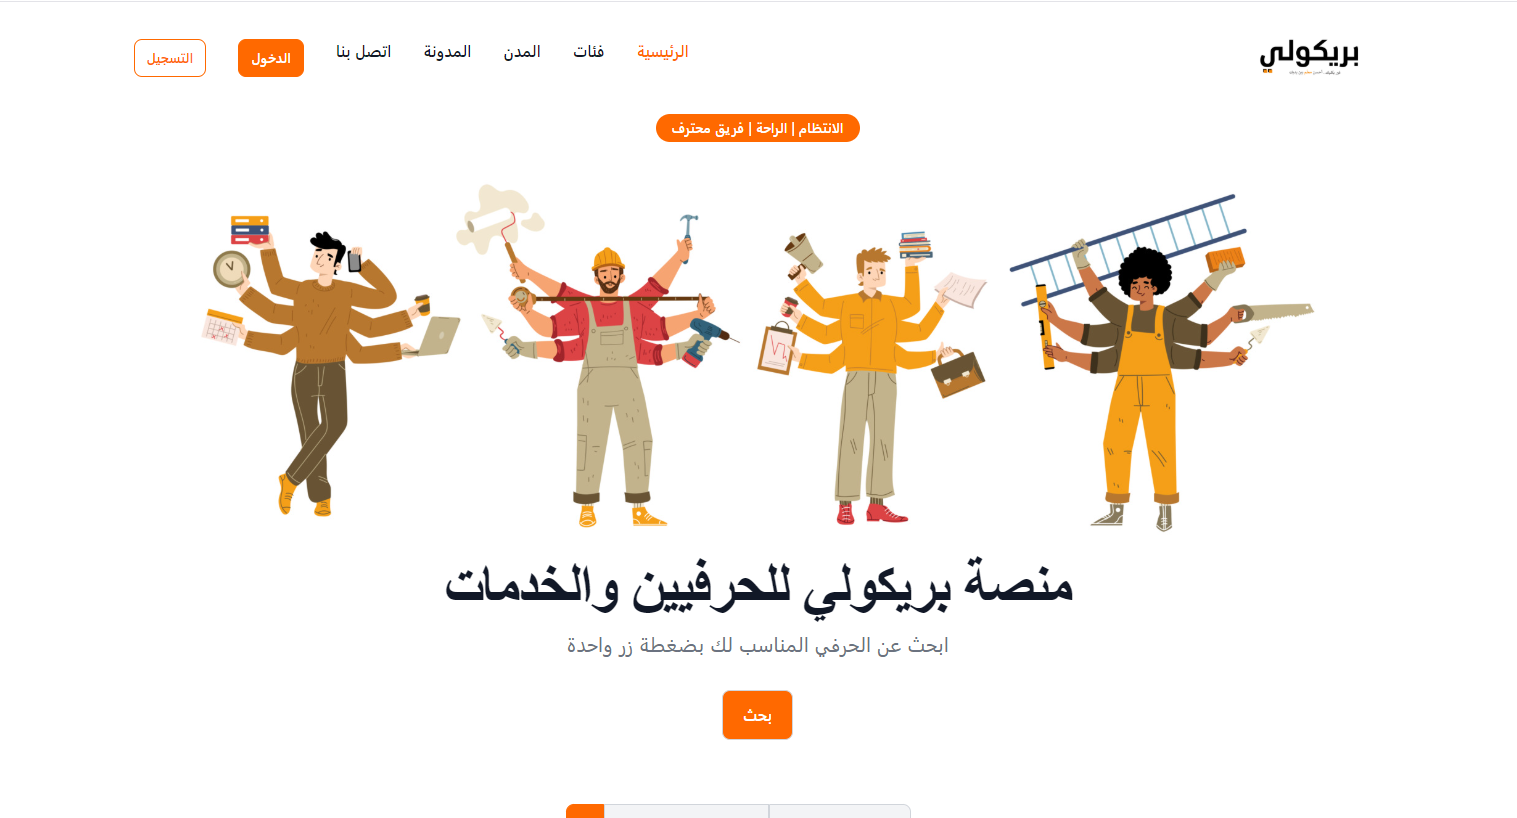 بريكولي
الرئيسية
فئات
المدن
المدونة
اتصل بنا
الدخول
التسجيل
الانتظام | الراحة | فريق محترف
منصة بريكولي للحرفيين والخدمات
ابحث عن الحرفي المناسب لك بضغطة زر واحدة
بحث